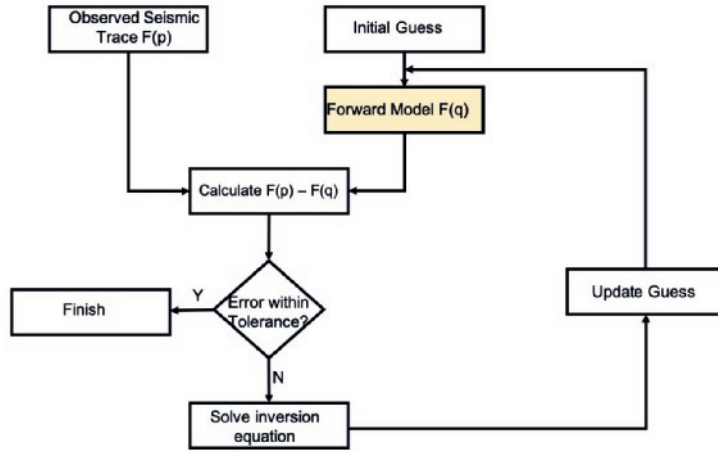 Observed Seismic
Trace F(p)
Initial Guess
Forward Model F(q)
Calculate F(p) – F(q)
Error within
Tolerance?
Y
Finish
Update Guess
N
Solve inversion
equation